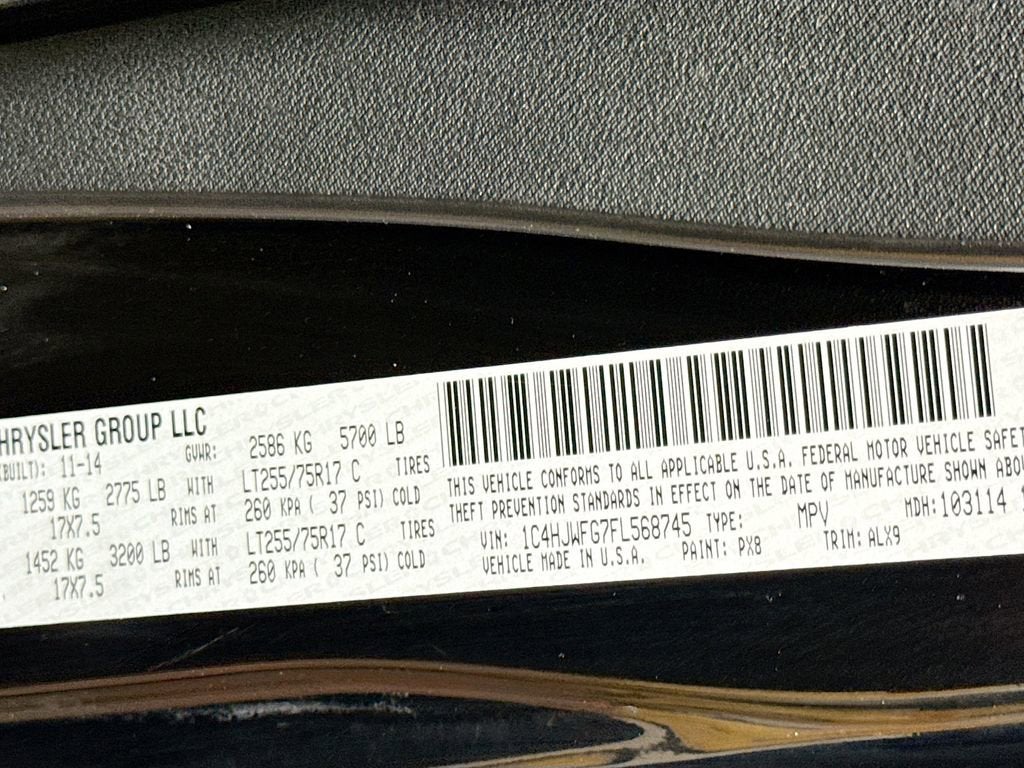 HRYSLER GROUP LLC
(BUILT): 11-14 GVWR: 2586 KG 5700 LB
1259 KG 2775 LB WITH LT255/75R17 C TIRES
17X7.5 RIMS AT 260 KPA ( 37 PSI) COLD
1452 KG 3200 LB WITH LT255/75R17 C TIRES
17X7.5 RIMS AT 260 KPA ( 37 PSI) COLD
THIS VEHICLE CONFORMS TO ALL APPLICABLE U.S.A. FEDERAL MOTOR VEHICLE SAFET
THEFT PREVENTION STANDARDS IN EFFECT ON THE DATE OF MANUFACTURE SHOWN ABO
VIN: 1C4HJWFG7FL568745 TYPE: MPV MDH: 103114
VEHICLE MADE IN U.S.A. PAINT: PX8 TRIM: ALX9